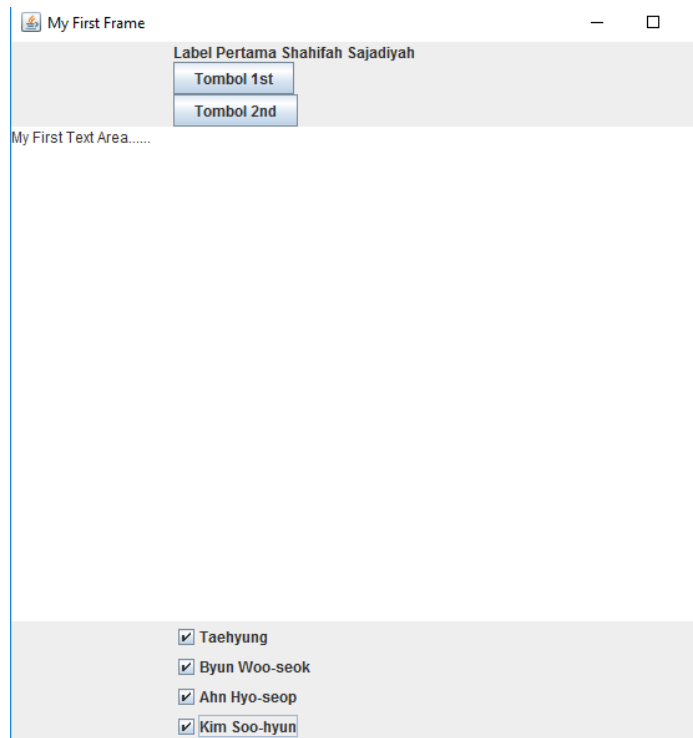 My First Frame
Label Pertama Shahifah Sajadiyah
Tombol 1st
Tombol 2nd
My First Text Area......
Taehyung
Byun Woo-seok
Ahn Hyo-seop
Kim Soo-hyun